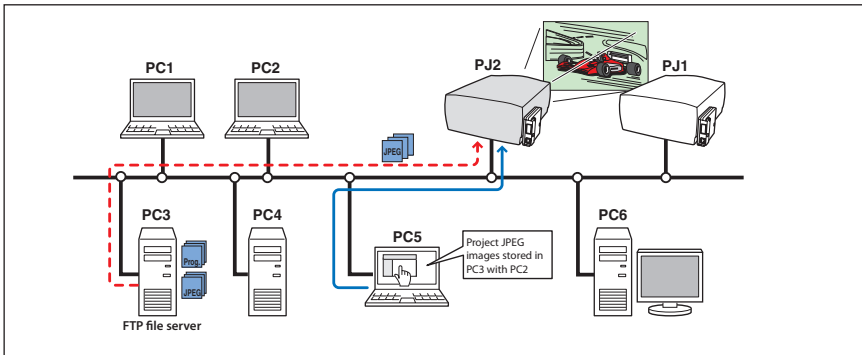 PC1
PC2
PJ2
PJ1
JPEG
PC3
PC4
PC5
PC6
Prog.
JPEG
Project JPEG
images stored in
PC3 with PC2
FTP file server